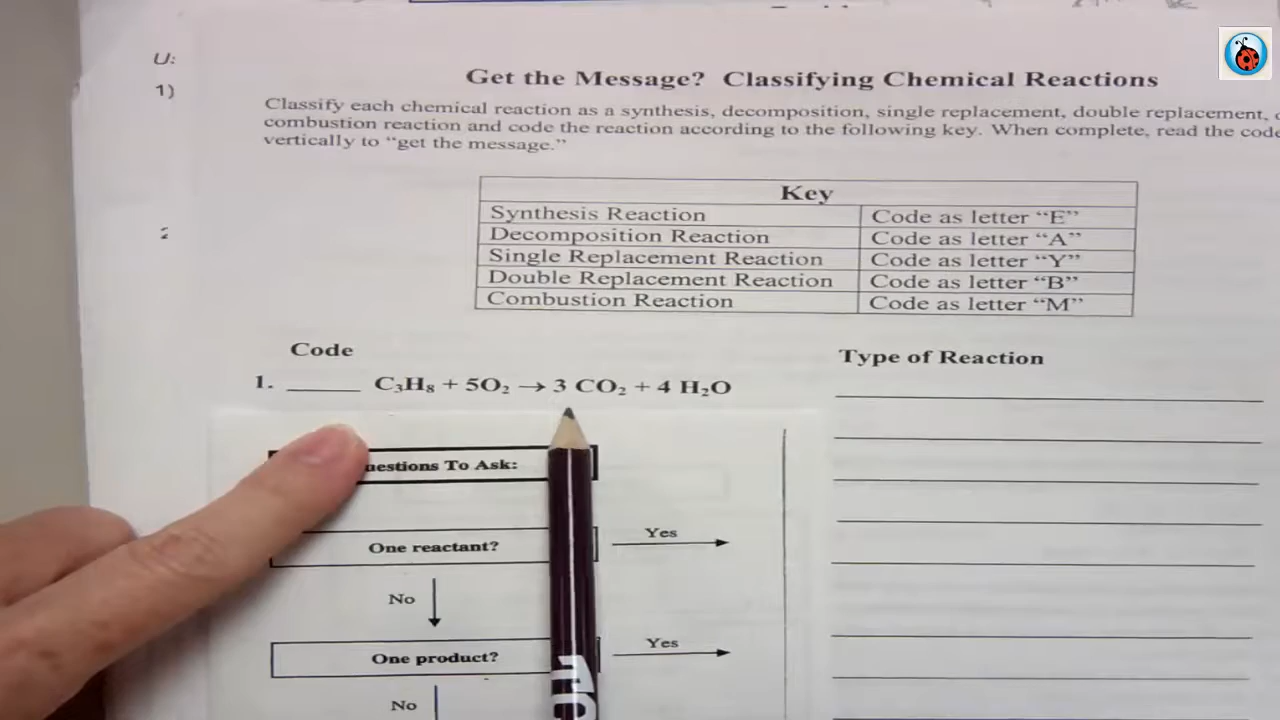 U:
1)
Get the Message? Classifying Chemical Reactions
Classify each chemical reaction as a synthesis, decomposition, single replacement, double replacement,
combustion reaction and code the reaction according to the following key. When complete, read the code
vertically to “get the message.”
2
Key
Synthesis Reaction Code as letter “E”
Decomposition Reaction Code as letter “A”
Single Replacement Reaction Code as letter “Y”
Double Replacement Reaction Code as letter “B”
Combustion Reaction Code as letter “M”
Code Type of Reaction
1. _____ C₃H₈ + 5O₂ → 3 CO₂ + 4 H₂O
To Ask:
One reactant? Yes
No
One product? Yes
No